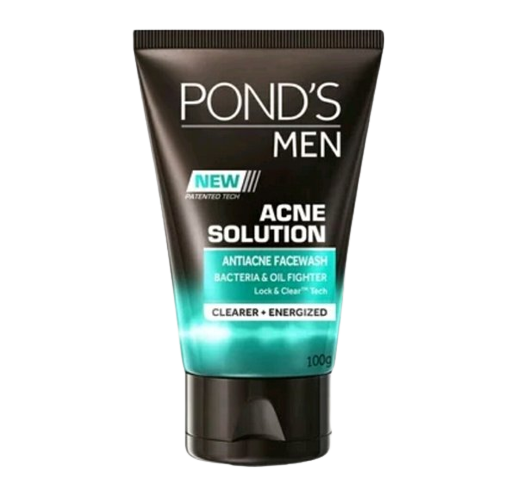 POND'S
MEN
NEW
PATENTED TECH
ACNE
SOLUTION
ANTIACNE FACEWASH
BACTERIA & OIL FIGHTER
Lock & Clear™ Tech
CLEARER + ENERGIZED
100g